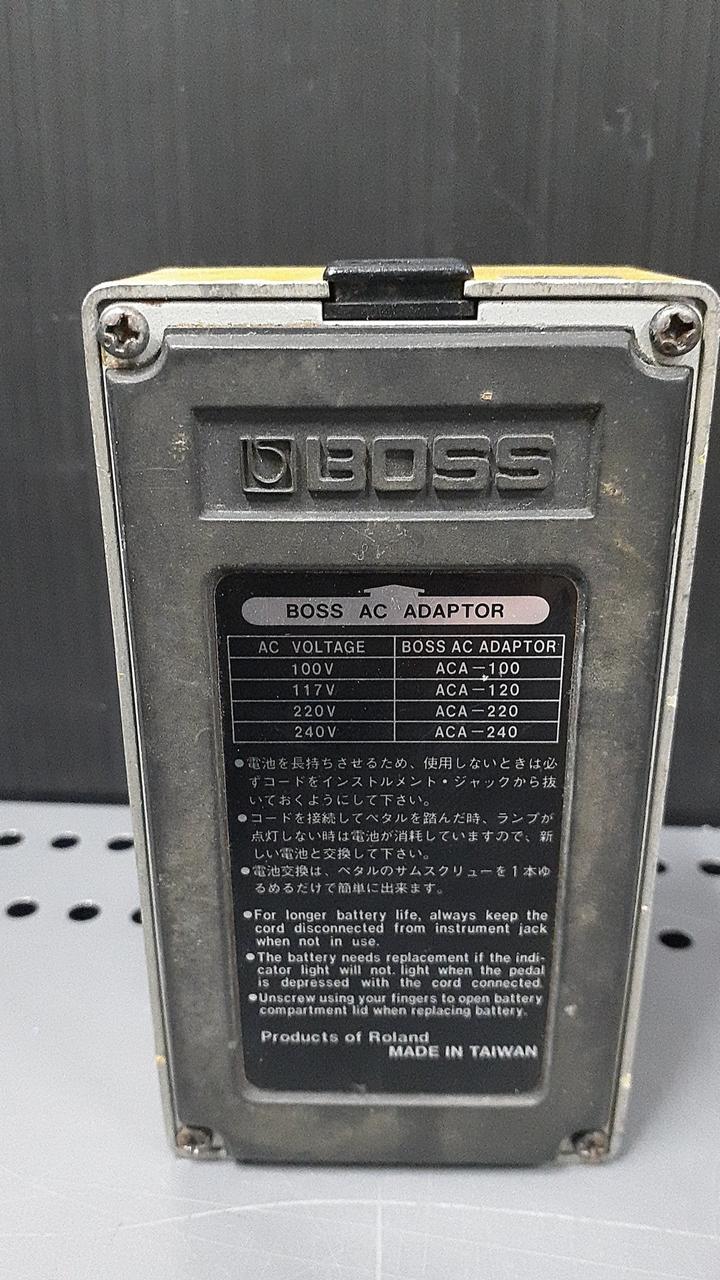 BOSS
BOSS AC ADAPTOR
AC VOLTAGE BOSS AC ADAPTOR
100V ACA-100
117V ACA-120
220V ACA-220
240V ACA-240
●電池を長持ちさせるため、使用しないときは必
ずコードをインストルメント・ジャックから抜
いておくようにして下さい。
●コードを接続してペダルを踏んだ時、ランプが
点灯しない時は電池が消耗していますので、新
しい電池と交換して下さい。
●電池交換は、ペダルのサムスクリューを1本ゆ
るめるだけで簡単に出来ます。
●For longer battery life, always keep the
cord disconnected from instrument jack
when not in use.
●The battery needs replacement if the indi-
cator light will not. light when the pedal
is depressed with the cord connected.
●Unscrew using your fingers to open battery
compartment lid when replacing battery.
Products of Roland
MADE IN TAIWAN